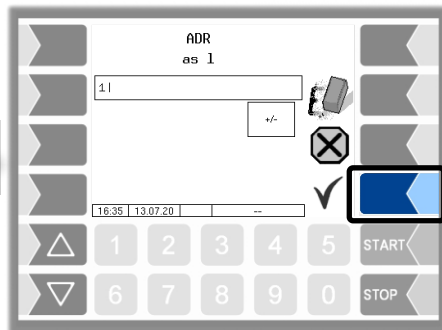 ADR
as l
1
+/-
16:35 13.07.20 --
1 2 3 4 5 START
6 7 8 9 0 STOP